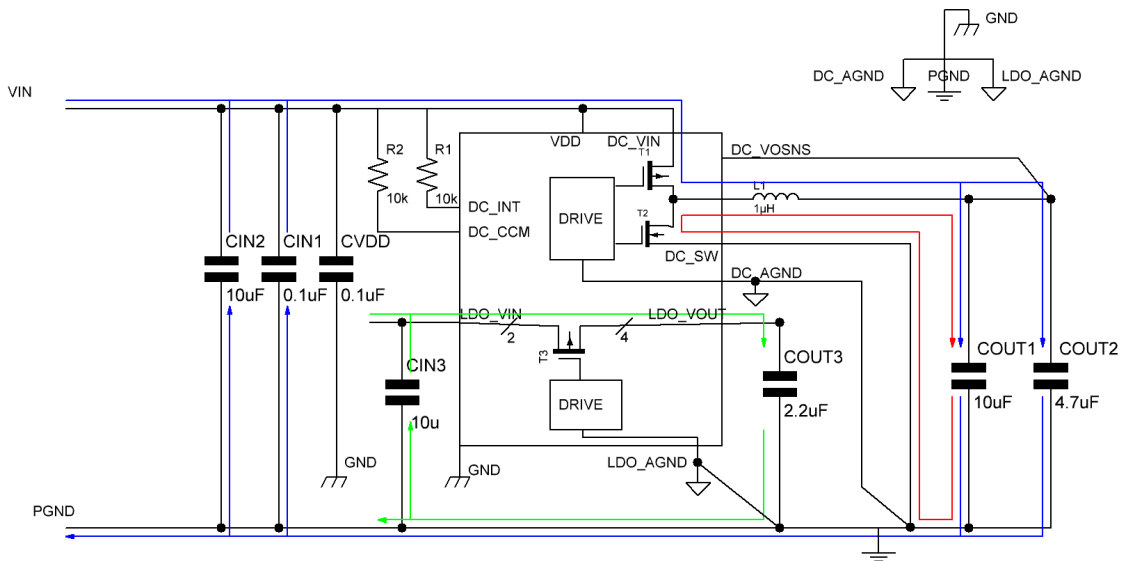 GND
DC_AGND
PGND
LDO_AGND
VIN
VDD
DC_VIN
T1
DC_VOSNS
R2
R1
10k
10k
L1
1µH
DC_INT
DRIVE
T2
DC_CCM
DC_SW
CIN2
CIN1
CVDD
DC_AGND
10uF
0.1uF
0.1uF
LDO_VIN
LDO_VOUT
2
4
T3
CIN3
COUT3
COUT1
COUT2
10u
DRIVE
2.2uF
10uF
4.7uF
GND
GND
LDO_AGND
PGND